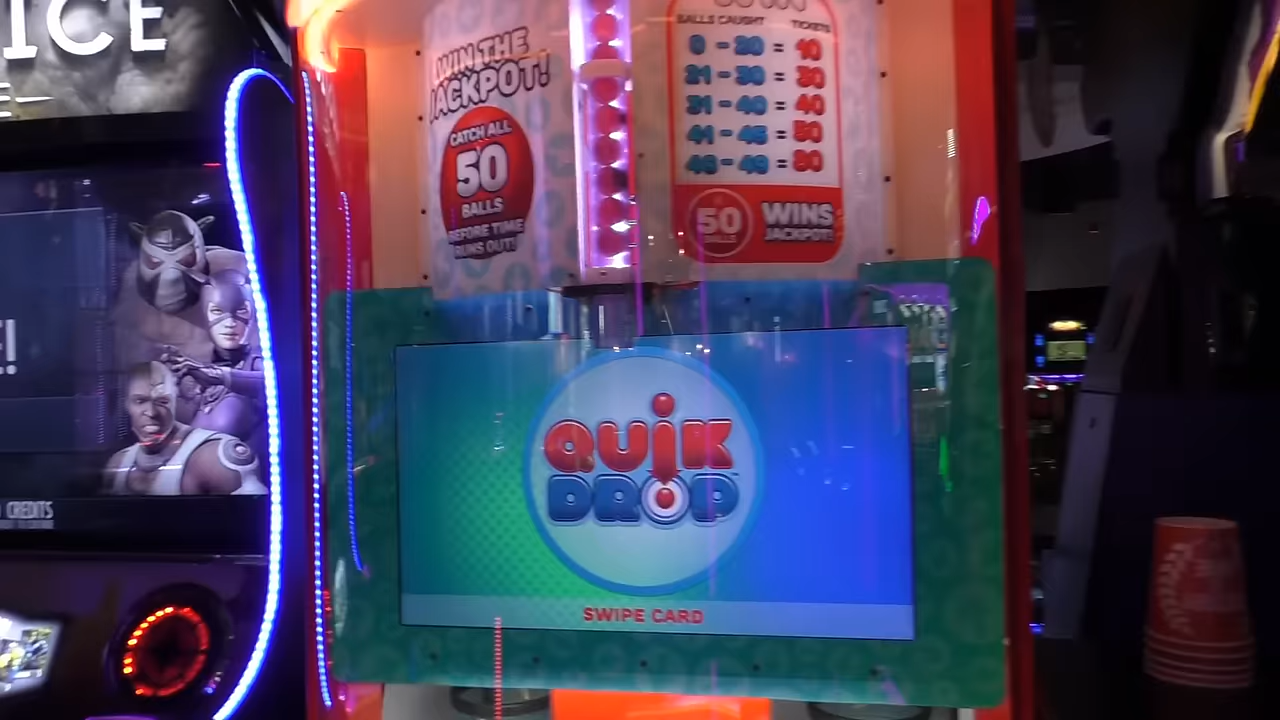 ICE
E!
CREDITS
WIN THE
JACKPOT!
CATCH ALL
50
BALLS
BEFORE TIME
RUNS OUT!
BALLS CAUGHT TICKETS
0 - 20 = 10
21 - 30 = 30
31 - 40 = 40
41 - 45 = 50
46 - 49 = 80
50
BALLS
WINS
JACKPOT!
QUIK
DROP
SWIPE CARD